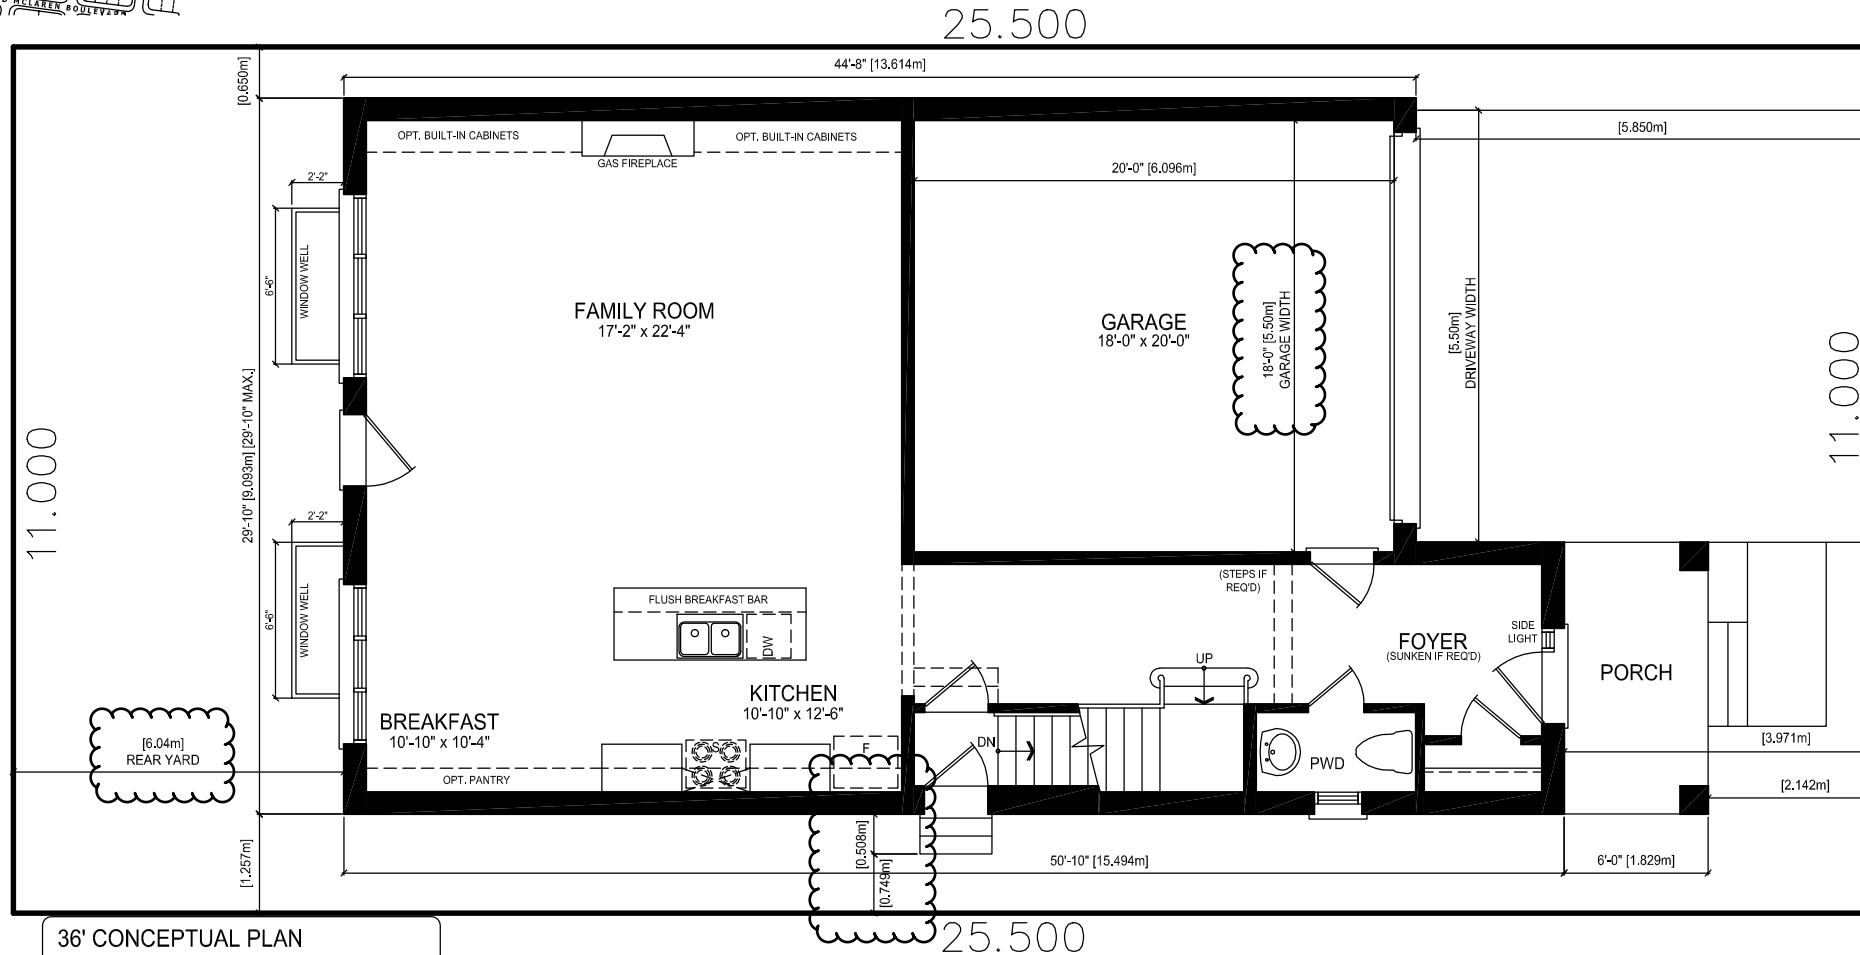 McLAREN BOULEVARD
25.500
44'-8" [13.614m]
[0.650m]
[5.850m]
OPT. BUILT-IN CABINETS
OPT. BUILT-IN CABINETS
GAS FIREPLACE
20'-0" [6.096m]
2'-2"
6'-6"
WINDOW WELL
FAMILY ROOM
17'-2" x 22'-4"
GARAGE
18'-0" x 20'-0"
18'-0" [5.50m]
GARAGE WIDTH
[5.50m]
DRIVEWAY WIDTH
11.000
11.000
29'-10" [9.093m] [29'-10" MAX.]
2'-2"
6'-6"
WINDOW WELL
FLUSH BREAKFAST BAR
DW
(STEPS IF
REQ'D)
UP
FOYER
(SUNKEN IF REQ'D)
SIDE
LIGHT
PORCH
KITCHEN
10'-10" x 12'-6"
BREAKFAST
10'-10" x 10'-4"
[6.04m]
REAR YARD
S
F
DN
PWD
OPT. PANTRY
[3.971m]
[2.142m]
[1.257m]
[0.508m]
[0.749m]
50'-10" [15.494m]
6'-0" [1.829m]
25.500
36' CONCEPTUAL PLAN